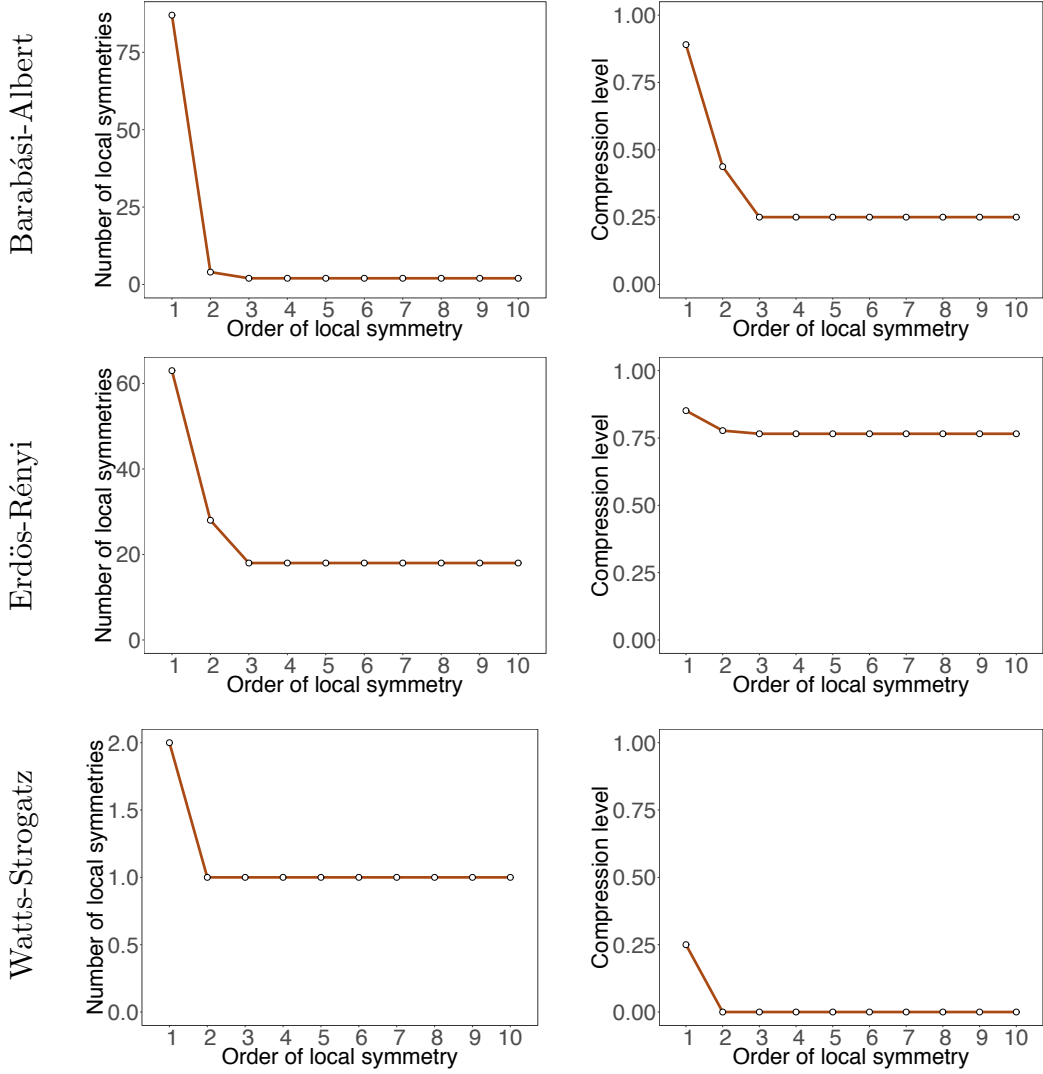 Barabási-Albert
Number of local symmetries
75
50
25
0
1 2 3 4 5 6 7 8 9 10
Order of local symmetry
Compression level
1.00
0.75
0.50
0.25
0.00
1 2 3 4 5 6 7 8 9 10
Order of local symmetry
Erdös-Rényi
Number of local symmetries
60
40
20
0
1 2 3 4 5 6 7 8 9 10
Order of local symmetry
Compression level
1.00
0.75
0.50
0.25
0.00
1 2 3 4 5 6 7 8 9 10
Order of local symmetry
Watts-Strogatz
Number of local symmetries
2.0
1.5
1.0
0.5
0.0
1 2 3 4 5 6 7 8 9 10
Order of local symmetry
Compression level
1.00
0.75
0.50
0.25
0.00
1 2 3 4 5 6 7 8 9 10
Order of local symmetry